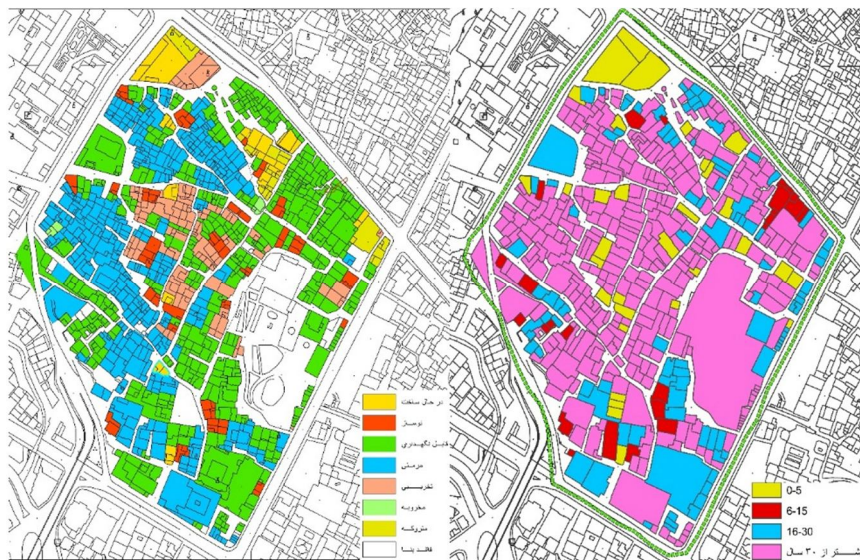 در حال ساخت
نوساز
قابل نگهداری
مرمتی
تخریبی
مخروبه
متروکه
فاقد بنا
0-5
6-15
16-30
بیشتر از ۳۰ سال